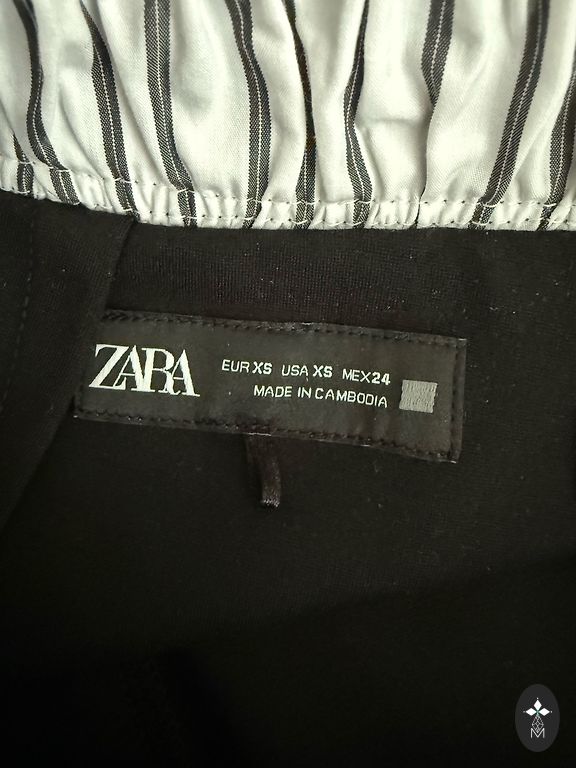 ZARA
EUR XS USA XS MEX 24
MADE IN CAMBODIA
M